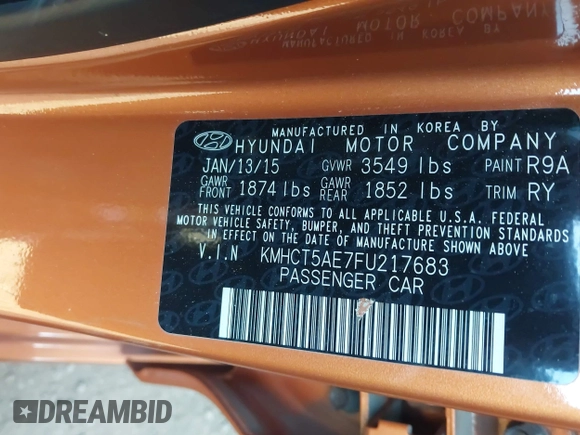 MANUFACTURED IN KOREA BY
HYUNDAI MOTOR COMPANY
JAN/13/15 GVWR 3549 lbs PAINT R9A
GAWR FRONT 1874 lbs GAWR REAR 1852 lbs TRIM RY
THIS VEHICLE CONFORMS TO ALL APPLICABLE U.S.A. FEDERAL
MOTOR VEHICLE SAFETY, BUMPER, AND THEFT PREVENTION STANDARDS
IN EFFECT ON THE DATE OF MANUFACTURE SHOWN ABOVE.
V.I.N KMHCT5AE7FU217683
PASSENGER CAR
DREAMBID